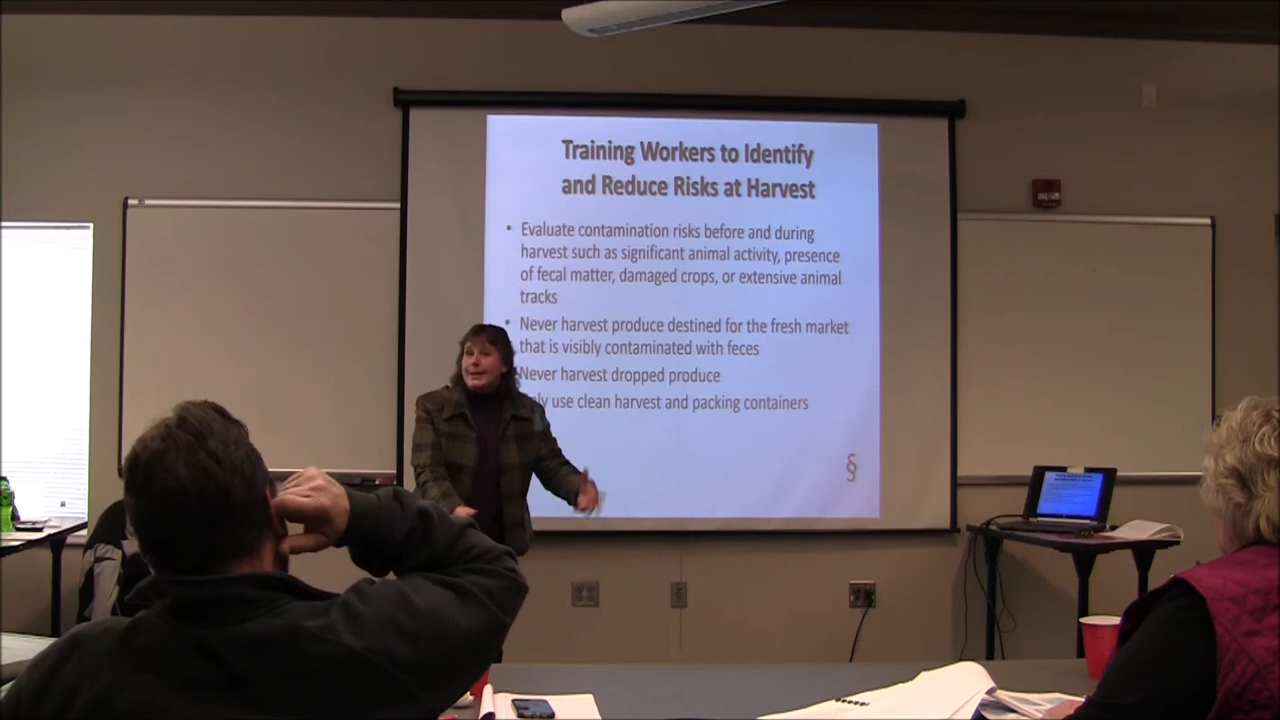 Training Workers to Identify
and Reduce Risks at Harvest
• Evaluate contamination risks before and during
harvest such as significant animal activity, presence
of fecal matter, damaged crops, or extensive animal
tracks
• Never harvest produce destined for the fresh market
that is visibly contaminated with feces
Never harvest dropped produce
use clean harvest and packing containers
§